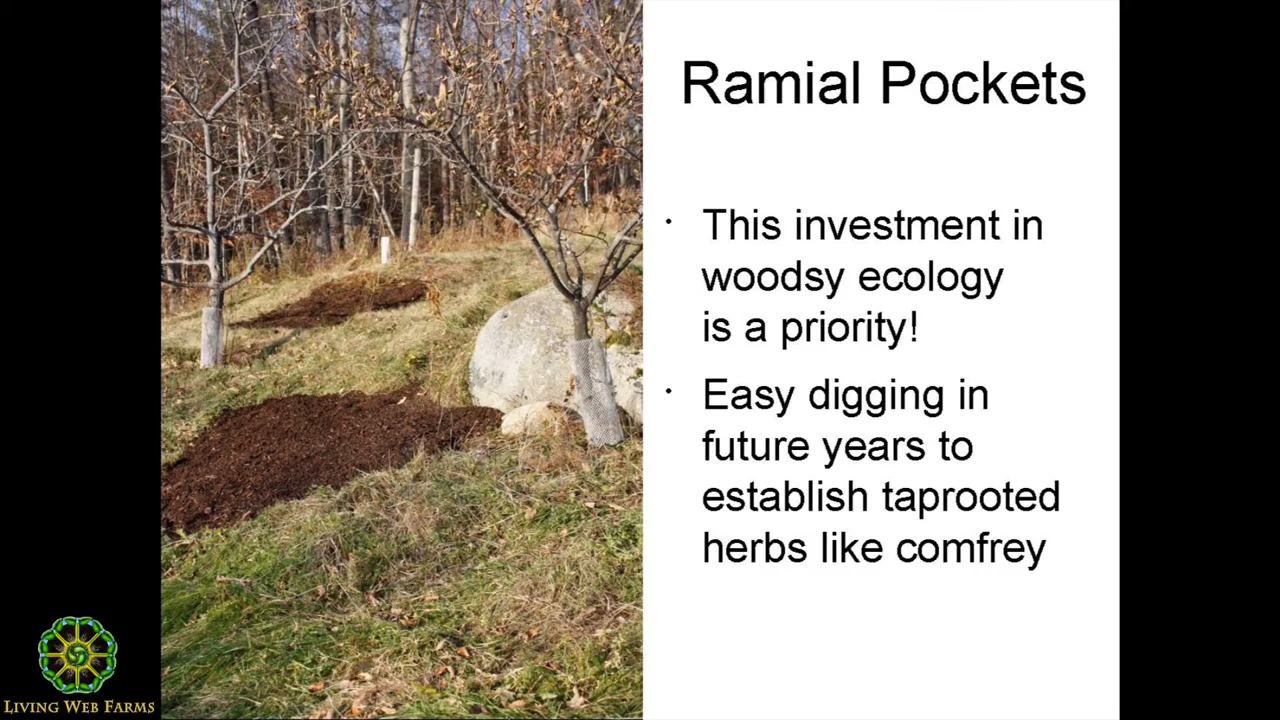 Ramial Pockets
· This investment in
woodsy ecology
is a priority!
· Easy digging in
future years to
establish taprooted
herbs like comfrey
LIVING WEB FARMS